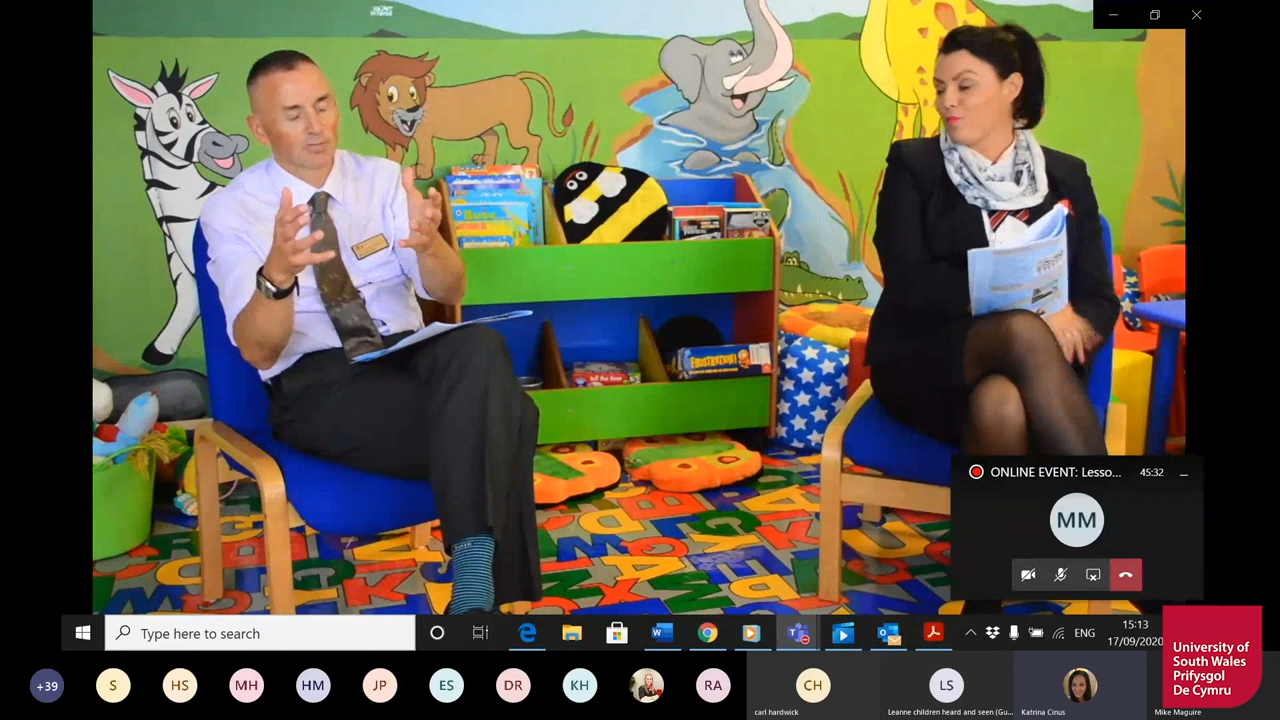 ONLINE EVENT: Lesso...
45:32
MM
Type here to search
ENG
15:13
17/09/2020
+39
S
HS
MH
HM
JP
ES
DR
KH
RA
CH
LS
carl hardwick
Leanne children heard and seen (Gu...
Katrina Cinus
Mike Maguire
University of
South Wales
Prifysgol
De Cymru